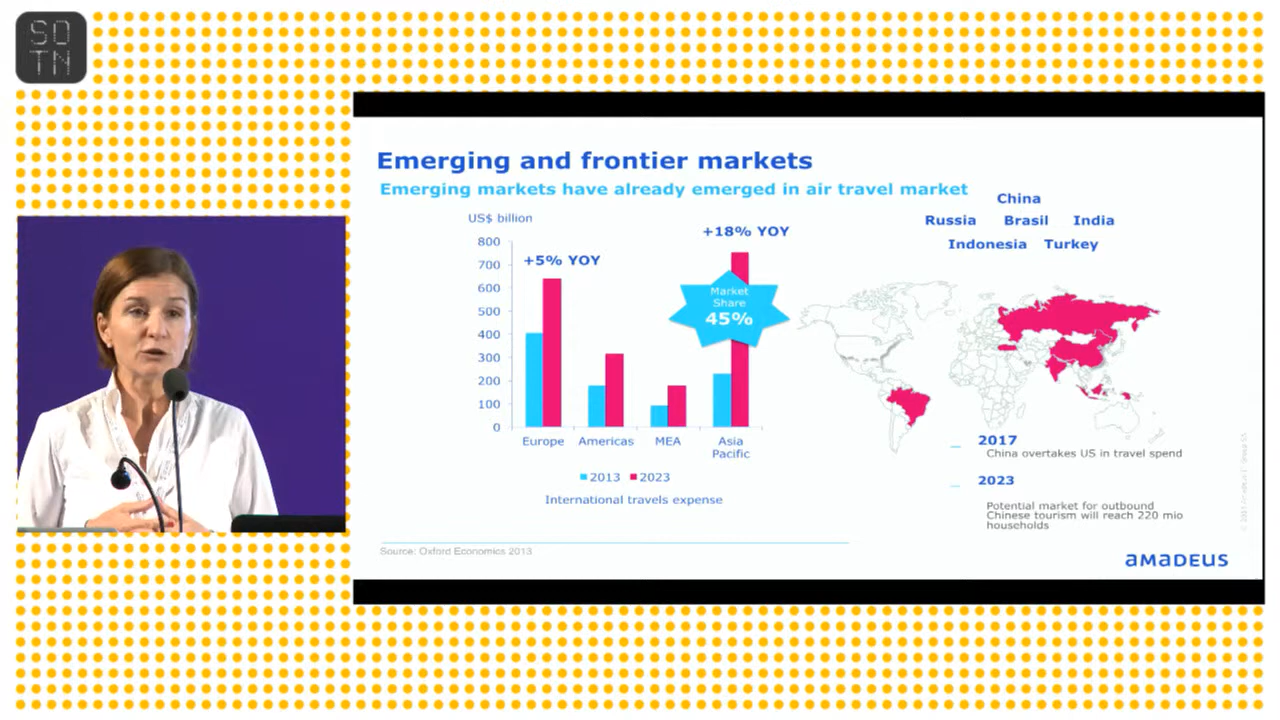 SO
TN
Emerging and frontier markets
Emerging markets have already emerged in air travel market
China
Russia Brasil India
Indonesia Turkey
US$ billion
+18% YOY
+5% YOY
800
700
600
500
400
300
200
100
0
Market
Share
45%
Europe Americas MEA Asia
Pacific
2013 2023
International travels expense
2017
China overtakes US in travel spend
2023
Potential market for outbound
Chinese tourism will reach 220 mio
households
Source: Oxford Economics 2013
amaDEUS